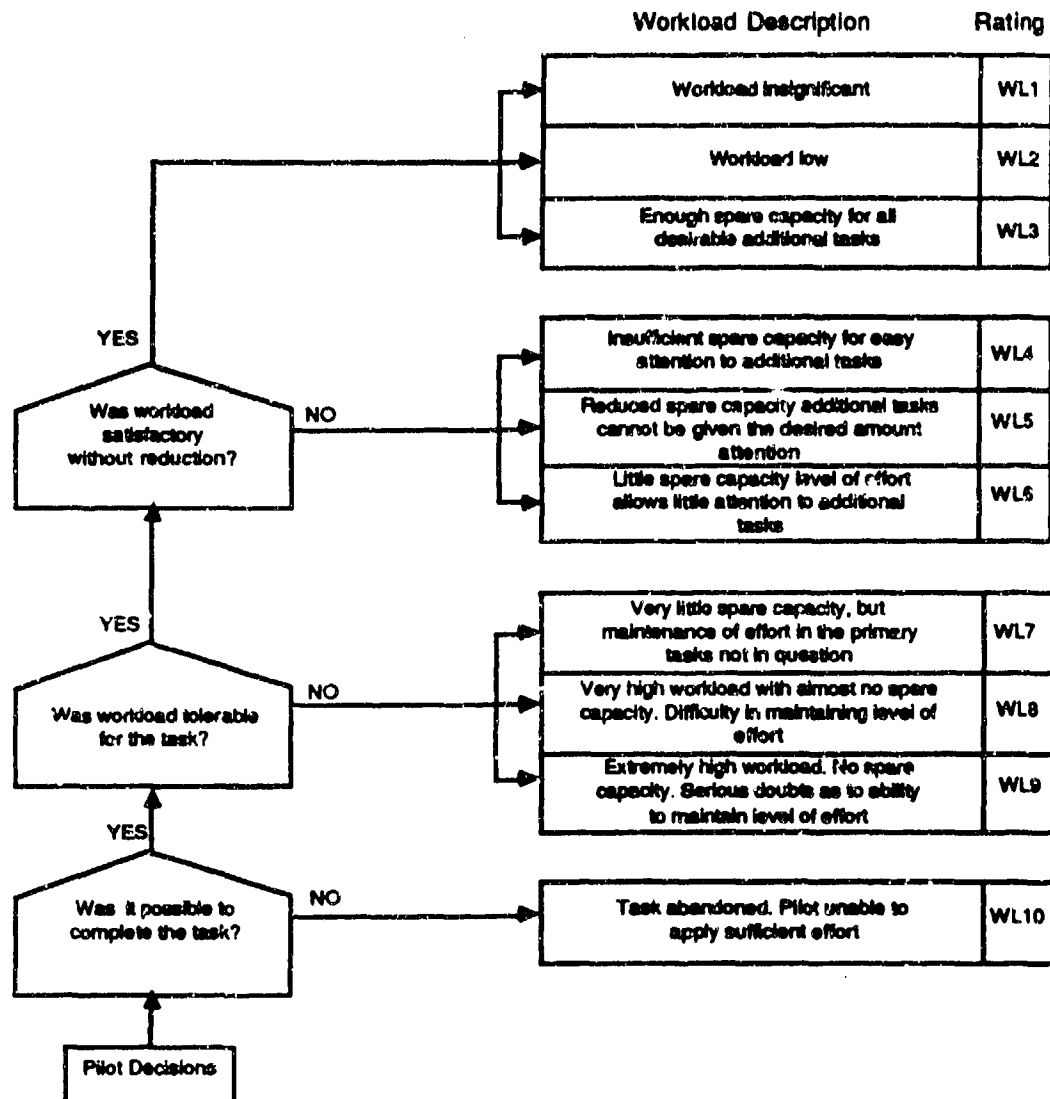 Workload Description Rating
Workload insignificant WL1
Workload low WL2
Enough spare capacity for all
desirable additional tasks
WL3
YES
Insufficient spare capacity for easy
attention to additional tasks
WL4
Was workload
satisfactory
without reduction?
NO
Reduced spare capacity additional tasks
cannot be given the desired amount
attention
WL5
Little spare capacity level of effort
allows little attention to additional
tasks
WL6
YES
Very little spare capacity, but
maintenance of effort in the primary
tasks not in question
WL7
Was workload tolerable
for the task?
NO
Very high workload with almost no spare
capacity. Difficulty in maintaining level of
effort
WL8
Extremely high workload. No spare
capacity. Serious doubts as to ability
to maintain level of effort
WL9
YES
Was it possible to
complete the task?
NO
Task abandoned. Pilot unable to
apply sufficient effort
WL10
Pilot Decisions